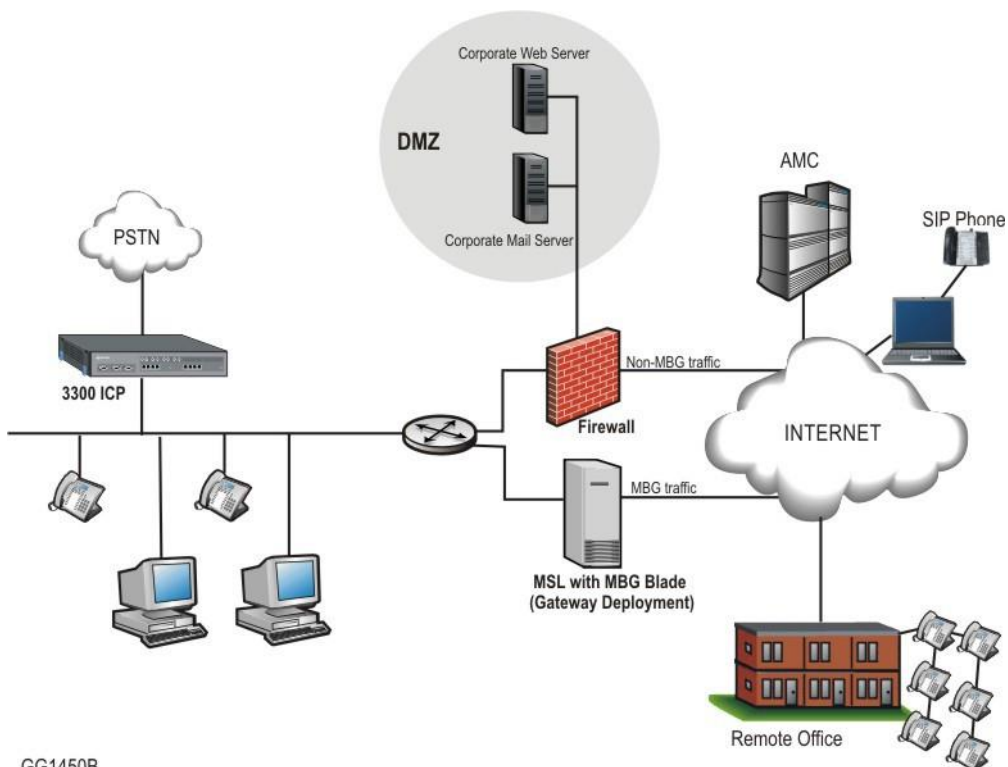 Corporate Web Server
DMZ
Corporate Mail Server
AMC
SIP Phone
PSTN
3300 ICP
Non-MBG traffic
Firewall
INTERNET
MBG traffic
MSL with MBG Blade
(Gateway Deployment)
Remote Office
GG1450B